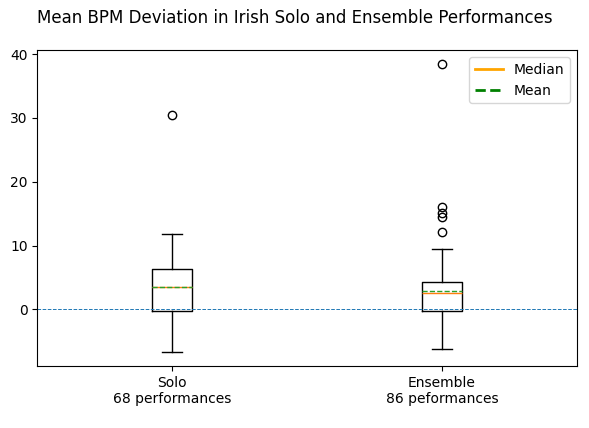 Mean BPM Deviation in Irish Solo and Ensemble Performances
40
Median
Mean
30
20
10
0
Solo
68 performances
Ensemble
86 peformances